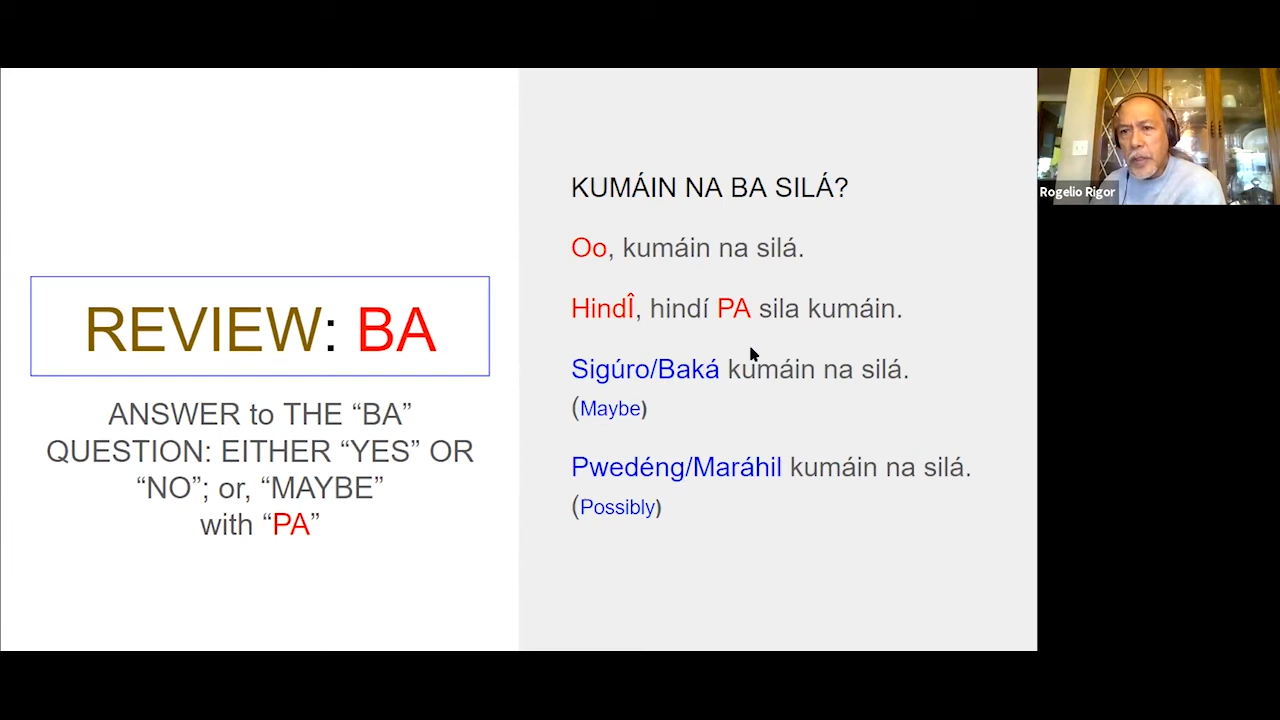 REVIEW: BA
ANSWER to THE “BA”
QUESTION: EITHER “YES” OR
“NO”; or, “MAYBE”
with “PA”
KUMÁIN NA BA SILÁ?
Oo, kumáin na silá.
HindÎ, hindí PA sila kumáin.
Sigúro/Baká kumáin na silá.
(Maybe)
Pwedéng/Maráhil kumáin na silá.
(Possibly)
Rogelio Rigor